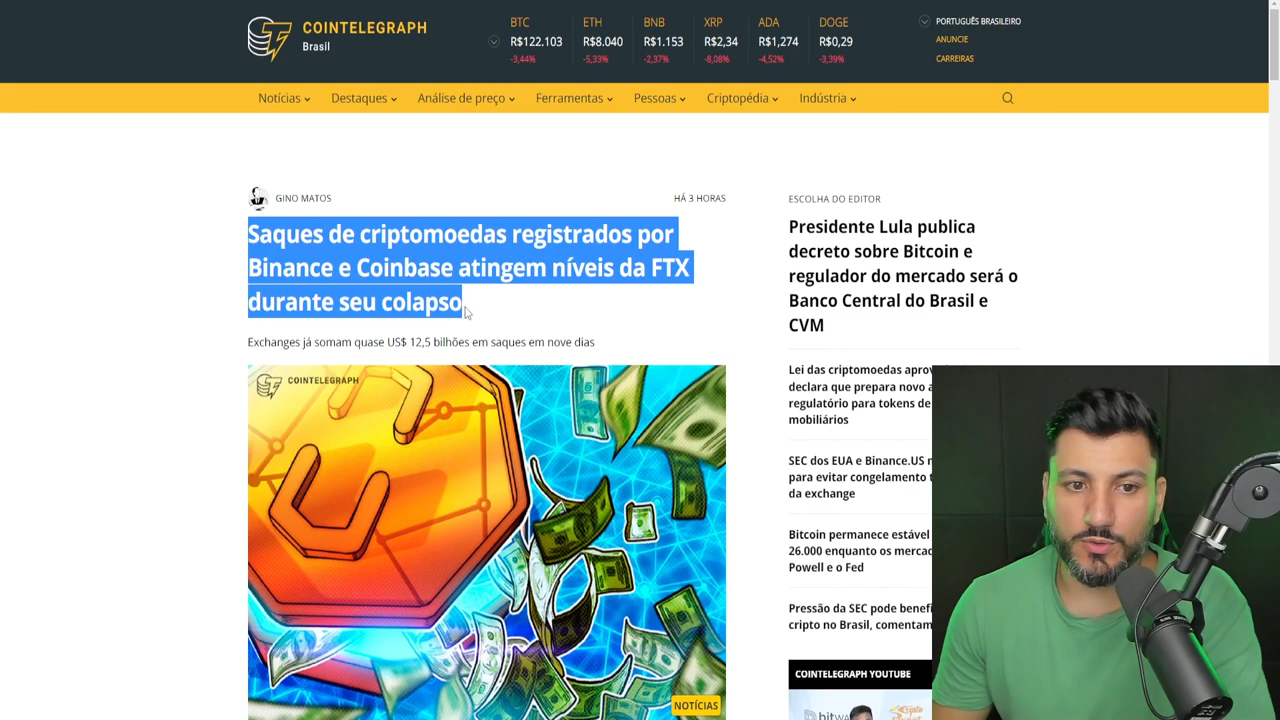 COINTELEGRAPH
Brasil
BTC ETH BNB XRP ADA DOGE
R$122.103 R$8.040 R$1.153 R$2,34 R$1,274 R$0,29
-3,44% -5,33% -2,37% -8,08% -4,52% -3,39%
PORTUGUÊS BRASILEIRO
ANUNCIE
CARREIRAS
Notícias Destaques Análise de preço Ferramentas Pessoas Criptopédia Indústria
GINO MATOS
HÁ 3 HORAS
Saques de criptomoedas registrados por
Binance e Coinbase atingem níveis da FTX
durante seu colapso
Exchanges já somam quase US$ 12,5 bilhões em saques em nove dias
COINTELEGRAPH
NOTÍCIAS
ESCOLHA DO EDITOR
Presidente Lula publica
decreto sobre Bitcoin e
regulador do mercado será o
Banco Central do Brasil e
CVM
Lei das criptomoedas
declara que prepara novo
regulatório para tokens de
mobiliários
SEC dos EUA e Binance.US
para evitar congelamento
da exchange
Bitcoin permanece estável
26.000 enquanto os
Powell e o Fed
Pressão da SEC pode
cripto no Brasil,
COINTELEGRAPH YOUTUBE